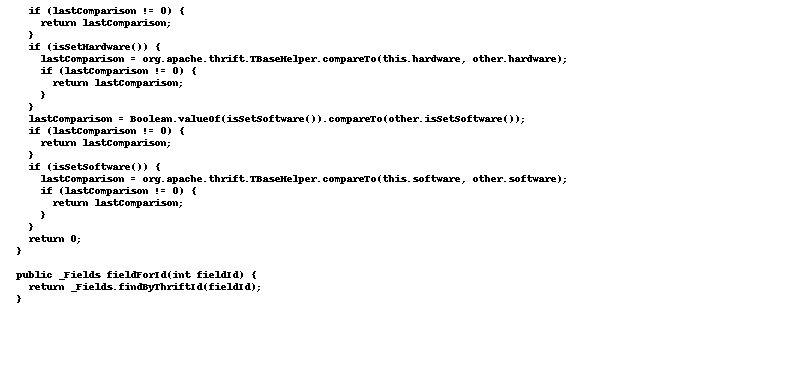 if (lastComparison != 0) {
return lastComparison;
}
if (isSetHardware()) {
lastComparison = org.apache.thrift.TBaseHelper.compareTo(this.hardware, other.hardware);
if (lastComparison != 0) {
return lastComparison;
}
}
lastComparison = Boolean.valueOf(isSetSoftware()).compareTo(other.isSetSoftware());
if (lastComparison != 0) {
return lastComparison;
}
if (isSetSoftware()) {
lastComparison = org.apache.thrift.TBaseHelper.compareTo(this.software, other.software);
if (lastComparison != 0) {
return lastComparison;
}
}
return 0;
}
public _Fields fieldForId(int fieldId) {
return _Fields.findByThriftId(fieldId);
}